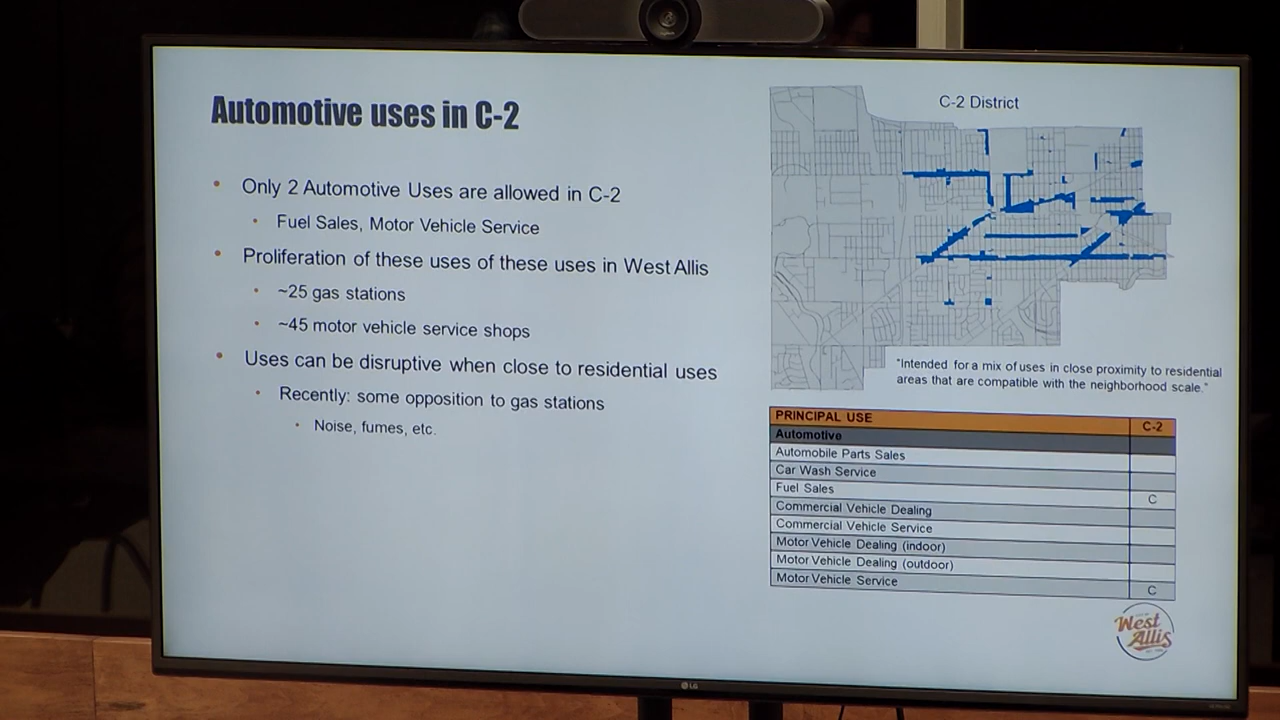 Automotive uses in C-2
• Only 2 Automotive Uses are allowed in C-2
• Fuel Sales, Motor Vehicle Service
• Proliferation of these uses of these uses in West Allis
• ~25 gas stations
• ~45 motor vehicle service shops
• Uses can be disruptive when close to residential uses
• Recently: some opposition to gas stations
• Noise, fumes, etc.
C-2 District
"Intended for a mix of uses in close proximity to residential
areas that are compatible with the neighborhood scale."
PRINCIPAL USE C-2
Automotive
Automobile Parts Sales
Car Wash Service
Fuel Sales C
Commercial Vehicle Dealing
Commercial Vehicle Service
Motor Vehicle Dealing (indoor)
Motor Vehicle Dealing (outdoor)
Motor Vehicle Service C
West
Allis
LG